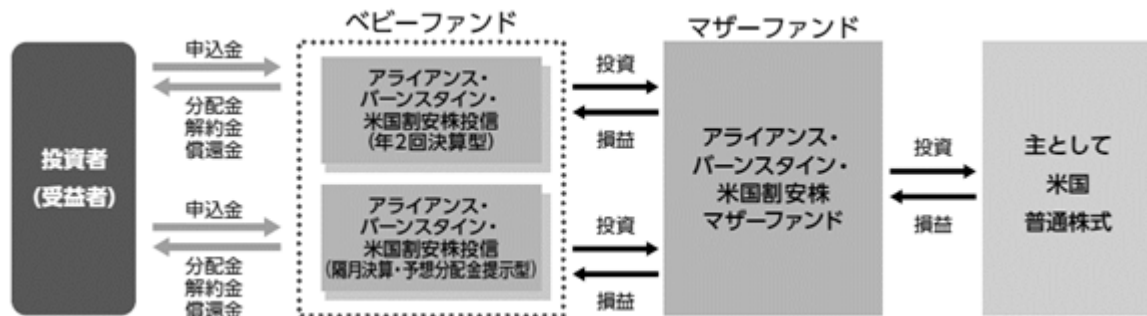 ベビーファンド
マザーファンド
投資者
(受益者)
申込金
分配金
解約金
償還金
アライアンス・
バーンスタイン・
米国割安株投信
(年2回決算型)
投資
損益
申込金
分配金
解約金
償還金
アライアンス・
バーンスタイン・
米国割安株投信
(隔月決算・予想分配金提示型)
投資
損益
アライアンス・
バーンスタイン・
米国割安株
マザーファンド
投資
損益
主として
米国
普通株式